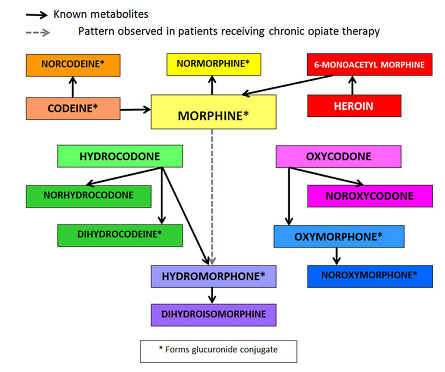 Known metabolites
Pattern observed in patients receiving chronic opiate therapy
NORCODEINE*
NORMORPHINE*
6-MONOACETYL MORPHINE
CODEINE*
MORPHINE*
HEROIN
HYDROCODONE
OXYCODONE
NORHYDROCODONE
NOROXYCODONE
DIHYDROCODEINE*
OXYMORPHONE*
HYDROMORPHONE*
NOROXYMORPHONE*
DIHYDROISOMORPHINE
* Forms glucuronide conjugate